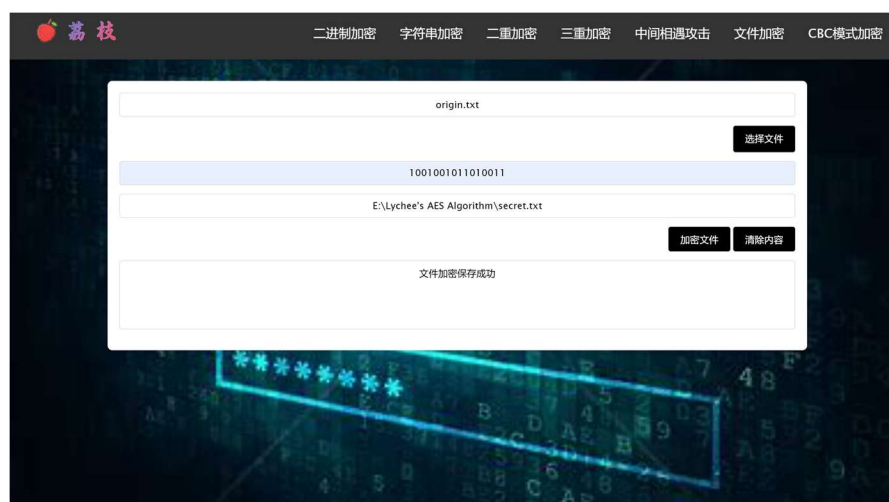 荔枝
二进制加密 字符串加密 二重加密 三重加密 中间相遇攻击 文件加密 CBC模式加密
origin.txt
选择文件
1001001011010011
E:\Lychee's AES Algorithm\secret.txt
加密文件 清除内容
文件加密保存成功
********